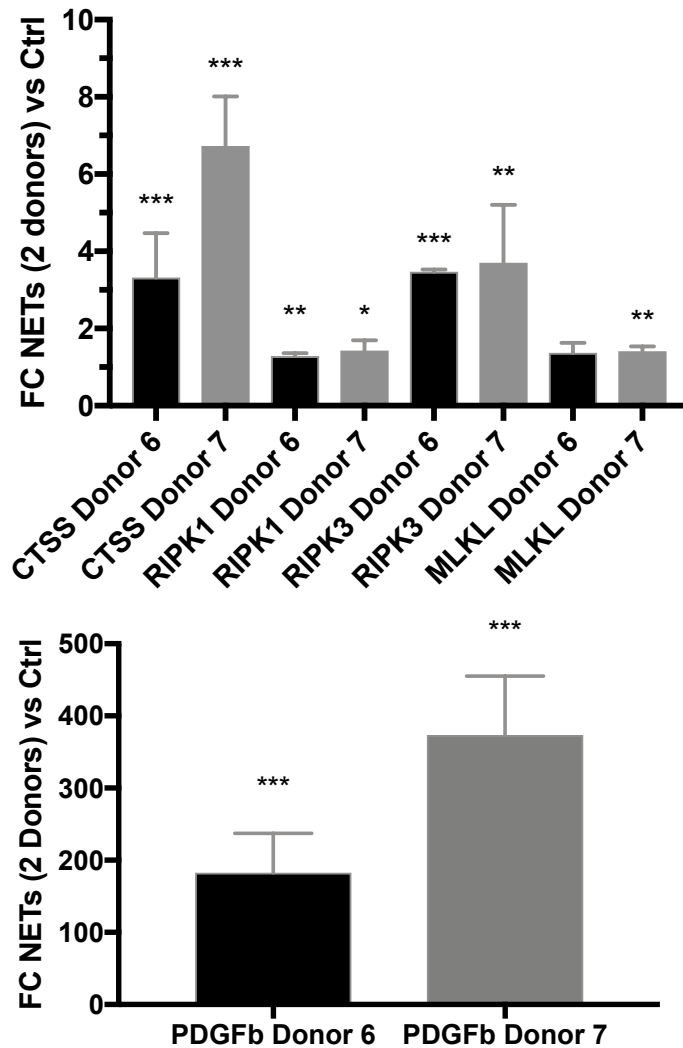 FC NETs (2 donors) vs Ctrl
10
8
6
4
2
0
***
***
**
*
***
**
**
CTSS Donor 6
CTSS Donor 7
RIPK1 Donor 6
RIPK1 Donor 7
RIPK3 Donor 6
RIPK3 Donor 7
MLKL Donor 6
MLKL Donor 7
FC NETs (2 Donors) vs Ctrl
500
400
300
200
100
0
***
***
PDGFb Donor 6
PDGFb Donor 7